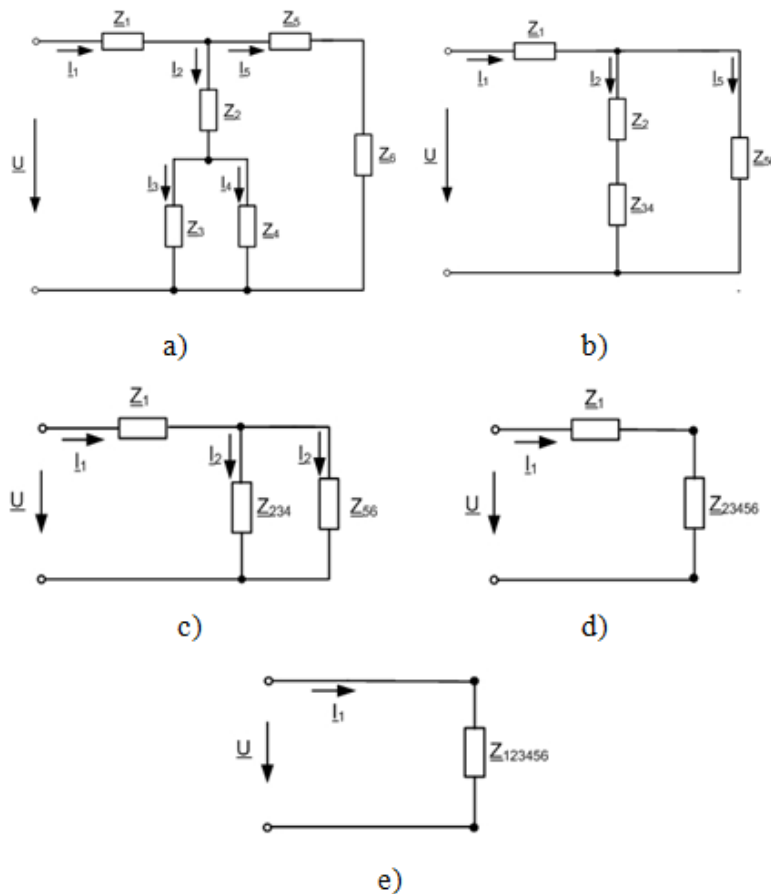 Z1 Z5
I1 I2 I5
Z2
U Z6
I3 I4
Z3 Z4
a)
Z1
I1 I2 I5
Z2
U Z56
Z34
b)
Z1
I1 I2 I2
U Z234 Z56
c)
Z1
I1
U Z23456
d)
I1
U Z123456
e)